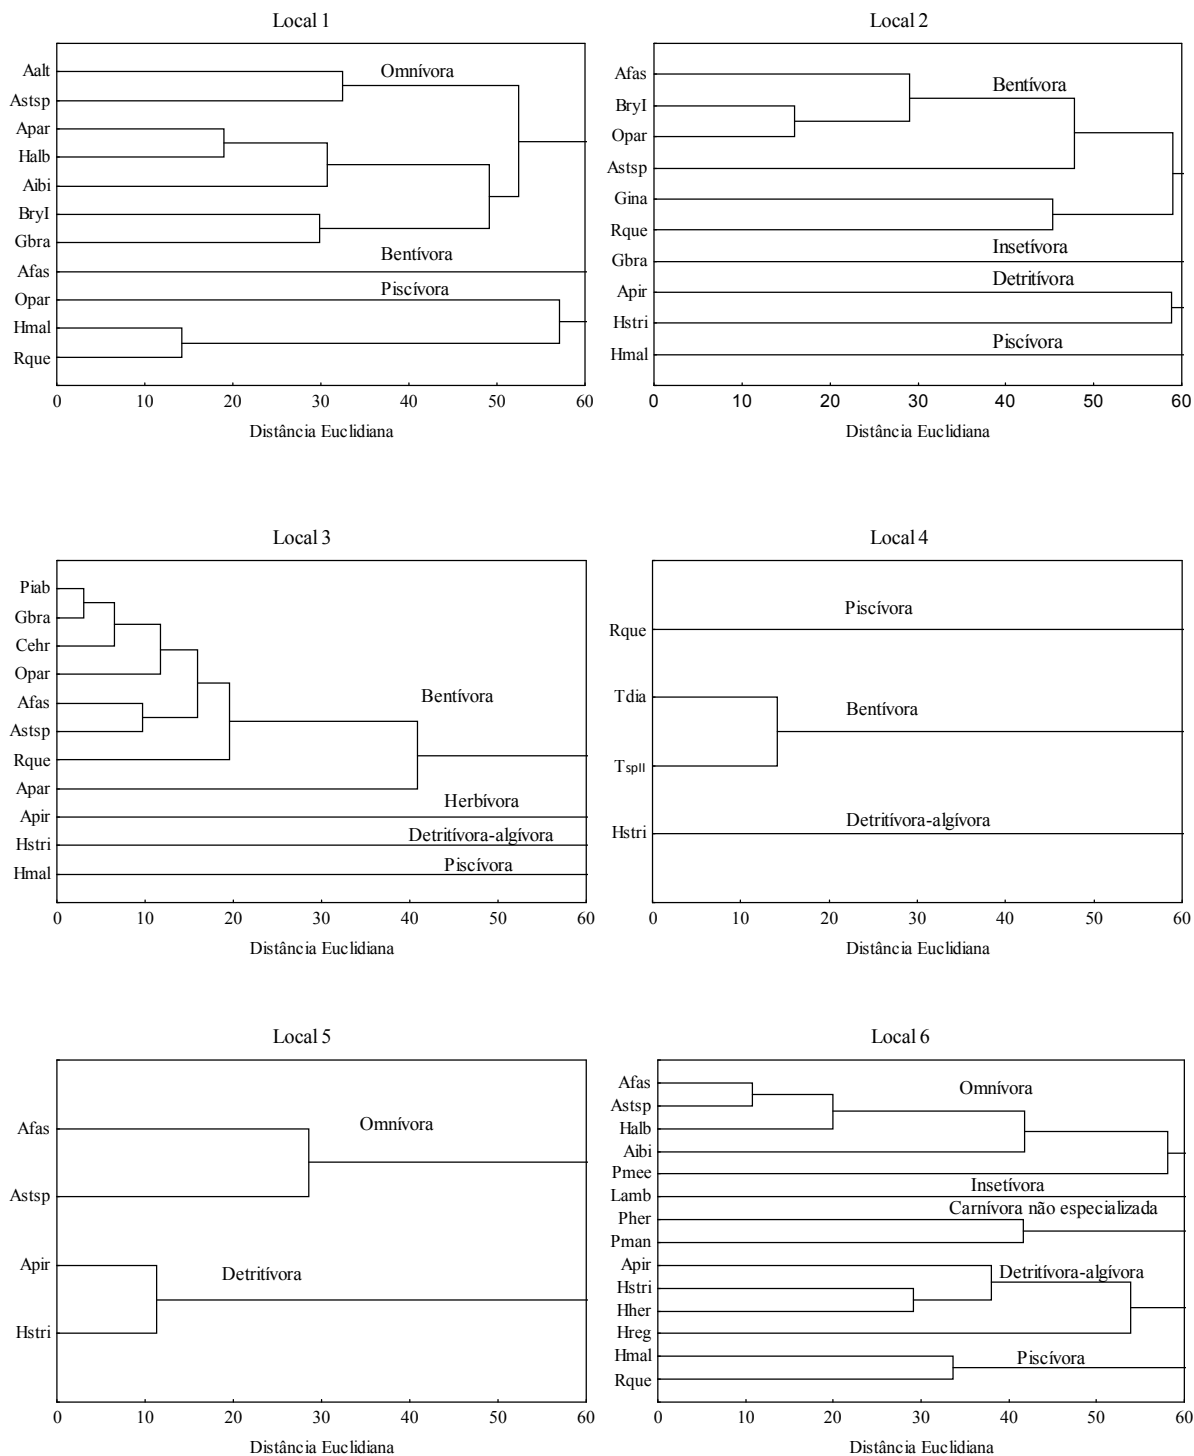 Local 1
Omnívora
Aalt
Astsp
Apar
Halb
Aibi
BryI
Gbra
Bentívora
Afas
Piscívora
Opar
Hmal
Rque
0 10 20 30 40 50 60
Distância Euclidiana
Local 2
Afas
Bentívora
BryI
Opar
Astsp
Gina
Rque
Insetívora
Gbra
Detritívora
Apir
Hstri
Piscívora
Hmal
0 10 20 30 40 50 60
Distância Euclidiana
Local 3
Piab
Gbra
Cehr
Opar
Afas
Bentívora
Astsp
Rque
Apar
Herbívora
Apir
Detritívora-algívora
Hstri
Piscívora
Hmal
0 10 20 30 40 50 60
Distância Euclidiana
Local 4
Piscívora
Rque
Tdia
Bentívora
TspII
Detritívora-algívora
Hstri
0 10 20 30 40 50 60
Distância Euclidiana
Local 5
Omnívora
Afas
Astsp
Apir
Detritívora
Hstri
0 10 20 30 40 50 60
Distância Euclidiana
Local 6
Afas
Omnívora
Astsp
Halb
Aibi
Pmee
Insetívora
Lamb
Carnívora não especializada
Pher
Pman
Apir
Detritívora-algívora
Hstri
Hher
Hreg
Hmal
Piscívora
Rque
0 10 20 30 40 50 60
Distância Euclidiana